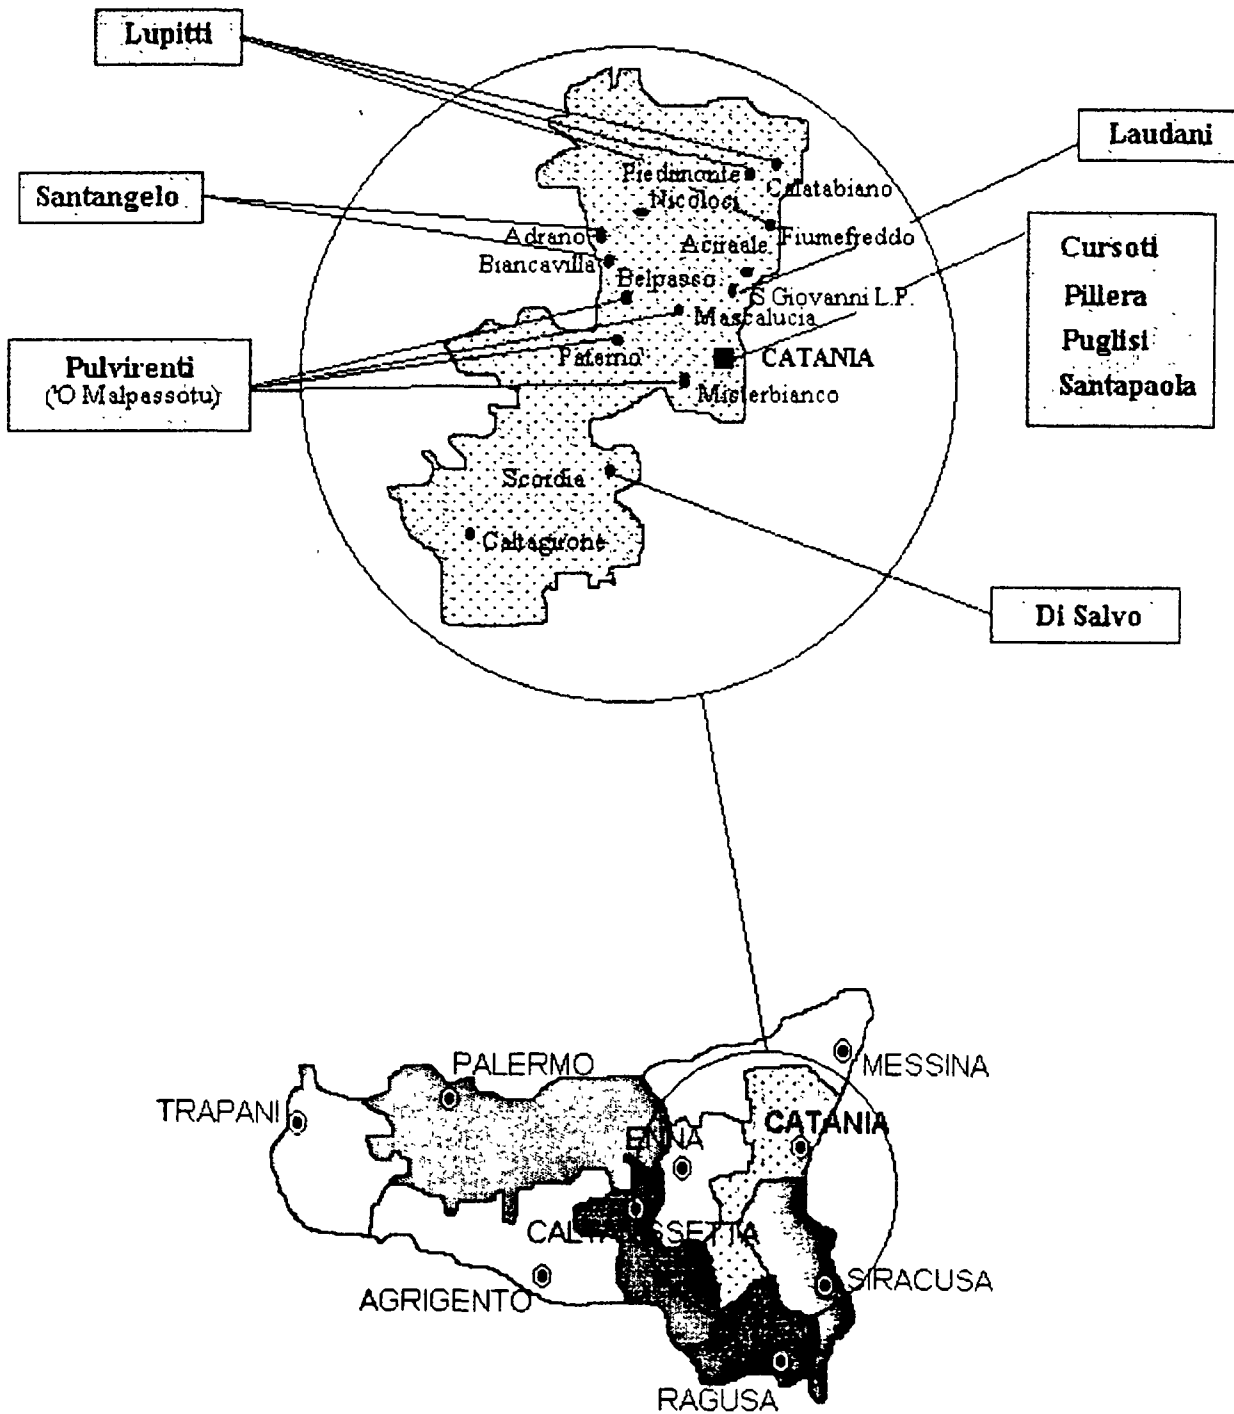 Lupitti
Laudani
Piedimonte
Calatabiano
Nicoloci
Santangelo
Adrano
Acireale
Fiumefreddo
Biancavilla
Belpasso
S Giovanni L.P.
Mascalucia
Cursoti
Pillera
Puglisi
Santapaola
Pulvirenti
('O Malpassotu)
Paterno
CATANIA
Misterbianco
Scordia
Caltagirone
Di Salvo
MESSINA
PALERMO
TRAPANI
ENNA
CATANIA
CALTANISSETTA
AGRIGENTO
SIRACUSA
RAGUSA